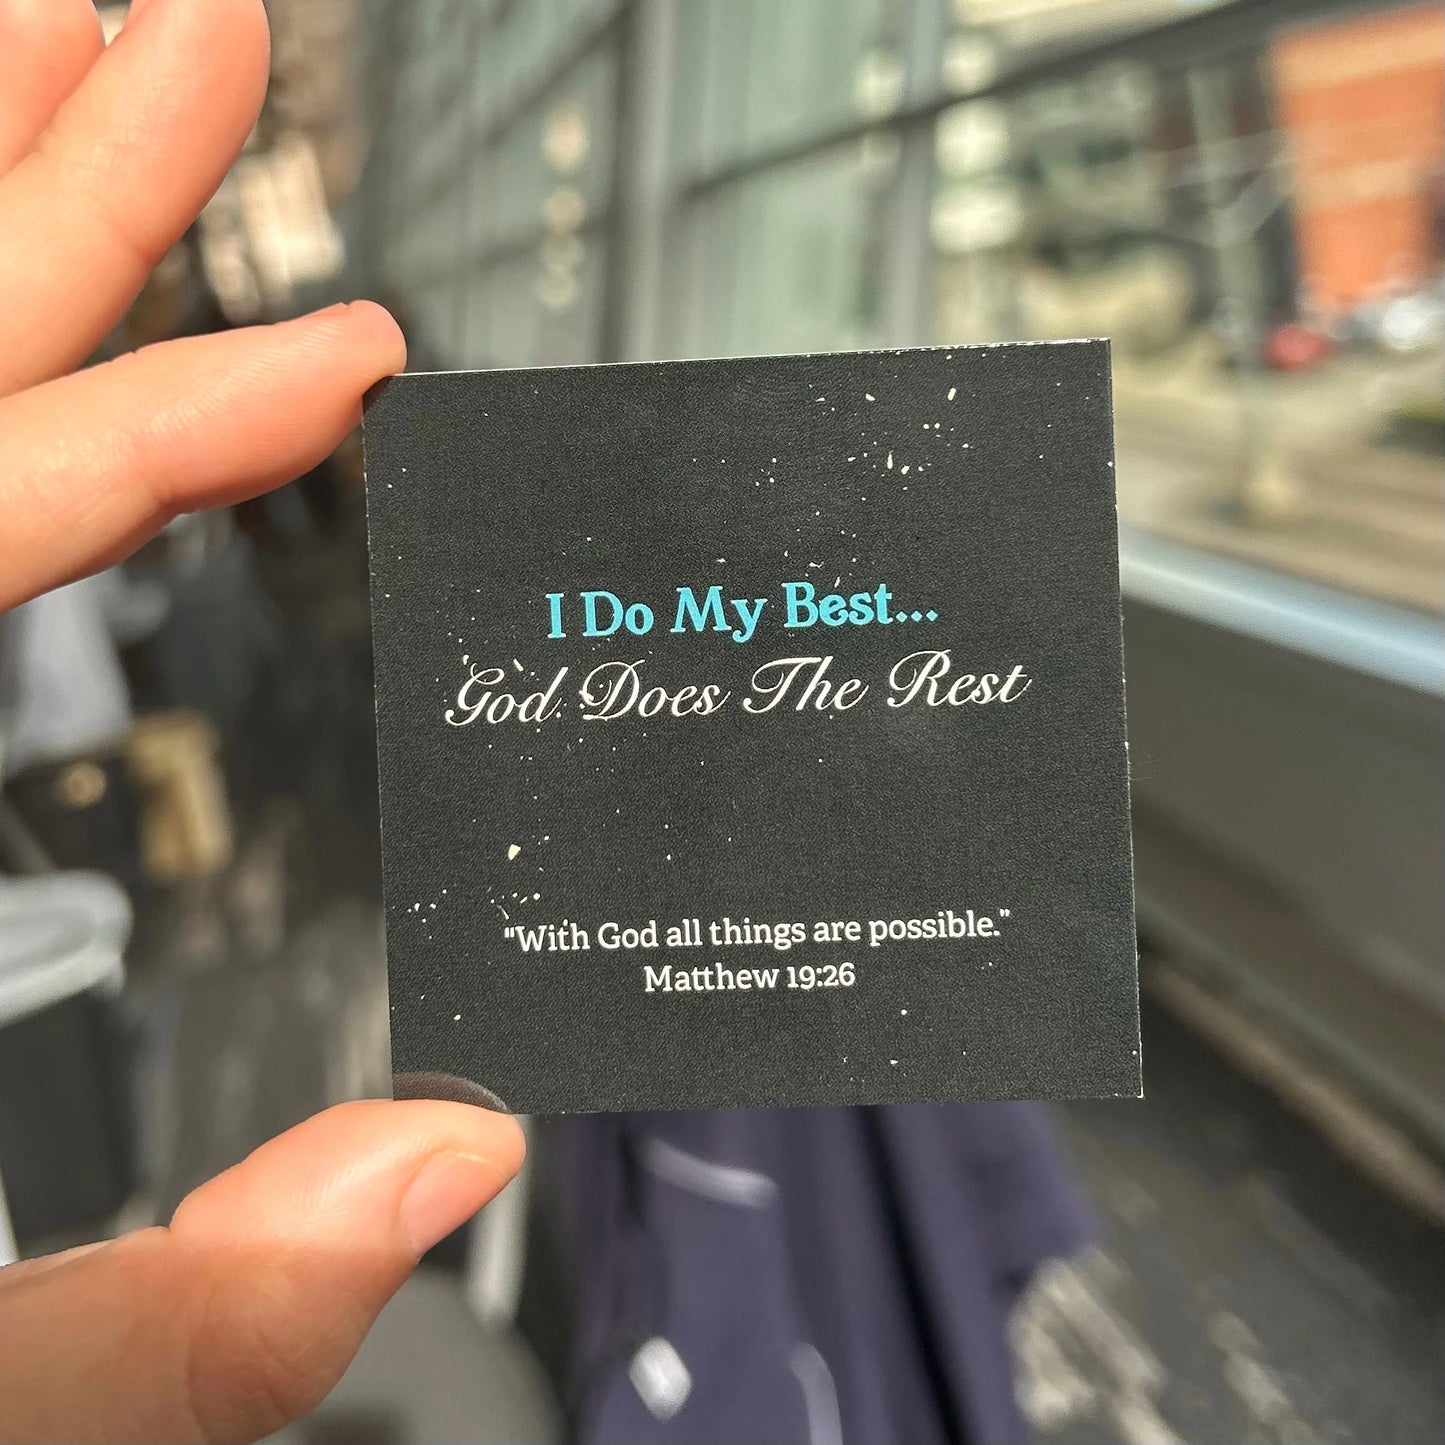 I Do My Best...
God Does The Rest
"With God all things are possible."
Matthew 19:26